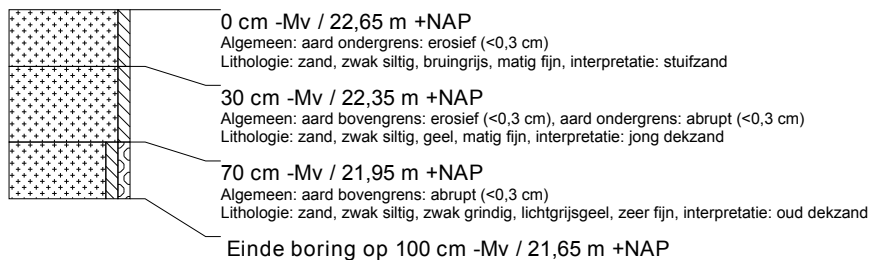 0 cm -Mv / 22,65 m +NAP
Algemeen: aard ondergrens: erosief (<0,3 cm)
Lithologie: zand, zwak siltig, bruingrijs, matig fijn, interpretatie: stuifzand
30 cm -Mv / 22,35 m +NAP
Algemeen: aard bovengrens: erosief (<0,3 cm), aard ondergrens: abrupt (<0,3 cm)
Lithologie: zand, zwak siltig, geel, matig fijn, interpretatie: jong dekzand
70 cm -Mv / 21,95 m +NAP
Algemeen: aard bovengrens: abrupt (<0,3 cm)
Lithologie: zand, zwak siltig, zwak grindig, lichtgrijsgeel, zeer fijn, interpretatie: oud dekzand
Einde boring op 100 cm -Mv / 21,65 m +NAP